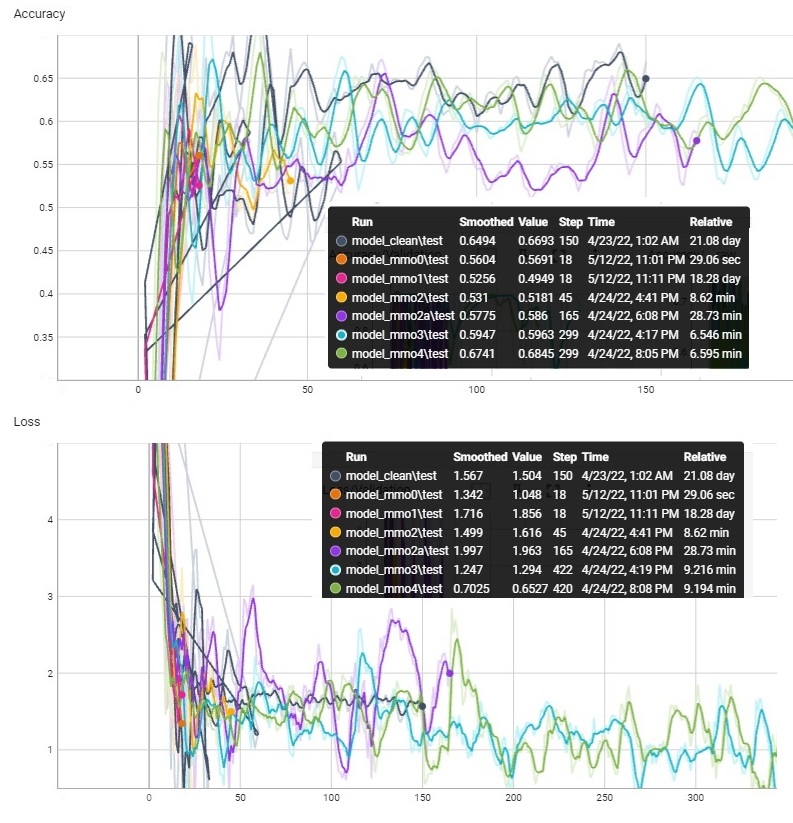 Accuracy
0.65
0.6
0.55
0.5
0.45
0.4
0.35
Run Smoothed Value Step Time Relative
model_clean\test 0.6494 0.6693 150 4/23/22, 1:02 AM 21.08 day
model_mmo0\test 0.5604 0.5691 18 5/12/22, 11:01 PM 29.06 sec
model_mmo1\test 0.5256 0.4949 18 5/12/22, 11:11 PM 18.28 day
model_mmo2\test 0.531 0.5181 45 4/24/22, 4:41 PM 8.62 min
model_mmo2a\test 0.5775 0.586 165 4/24/22, 6:08 PM 28.73 min
model_mmo3\test 0.5947 0.5963 299 4/24/22, 4:17 PM 6.546 min
model_mmo4\test 0.6741 0.6845 299 4/24/22, 8:05 PM 6.595 min
0 50 100 150
Loss
4
3
2
1
Run Smoothed Value Step Time Relative
model_clean\test 1.567 1.504 150 4/23/22, 1:02 AM 21.08 day
model_mmo0\test 1.342 1.048 18 5/12/22, 11:01 PM 29.06 sec
model_mmo1\test 1.716 1.856 18 5/12/22, 11:11 PM 18.28 day
model_mmo2\test 1.499 1.616 45 4/24/22, 4:41 PM 8.62 min
model_mmo2a\test 1.997 1.963 165 4/24/22, 6:08 PM 28.73 min
model_mmo3\test 1.247 1.294 422 4/24/22, 4:19 PM 9.216 min
model_mmo4\test 0.7025 0.6527 420 4/24/22, 8:08 PM 9.194 min
0 50 100 150 200 250 300